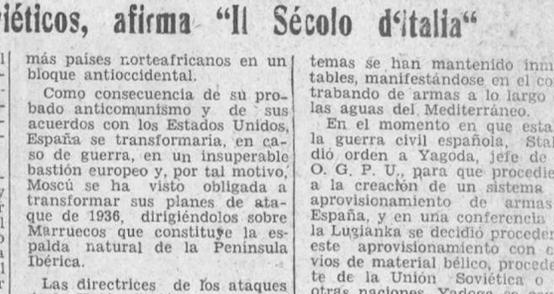 viéticos, afirma "Il Sécolo d'italia"
más países norteafricanos en un
bloque antioccidental.
Como consecuencia de su pro-
bado anticomunismo y de sus
acuerdos con los Estados Unidos,
España se transformaría, en ca-
so de guerra, en un insuperable
bastión europeo y, por tal motivo,
Moscú se ha visto obligada a
transformar sus planes de ata-
que de 1936, dirigiéndolos sobre
Marruecos que constituye la es-
palda natural de la Península
Ibérica.
Las directrices de los ataques
temas se han mantenido inm
tables, manifestándose en el co
trabando de armas a lo largo
las aguas del Mediterráneo.
En el momento en que esta
la guerra civil española, Stal
dió orden a Yagoda, jefe de
O. G. P. U., para que procedie
a la creación de un sistema
aprovisionamiento de armas
España, y en una conferencia
la Lugianka se decidió proceder
este aprovisionamiento con c
vios de material bélico, procede
te de la Unión Soviética o
otras naciones. Yagoda se